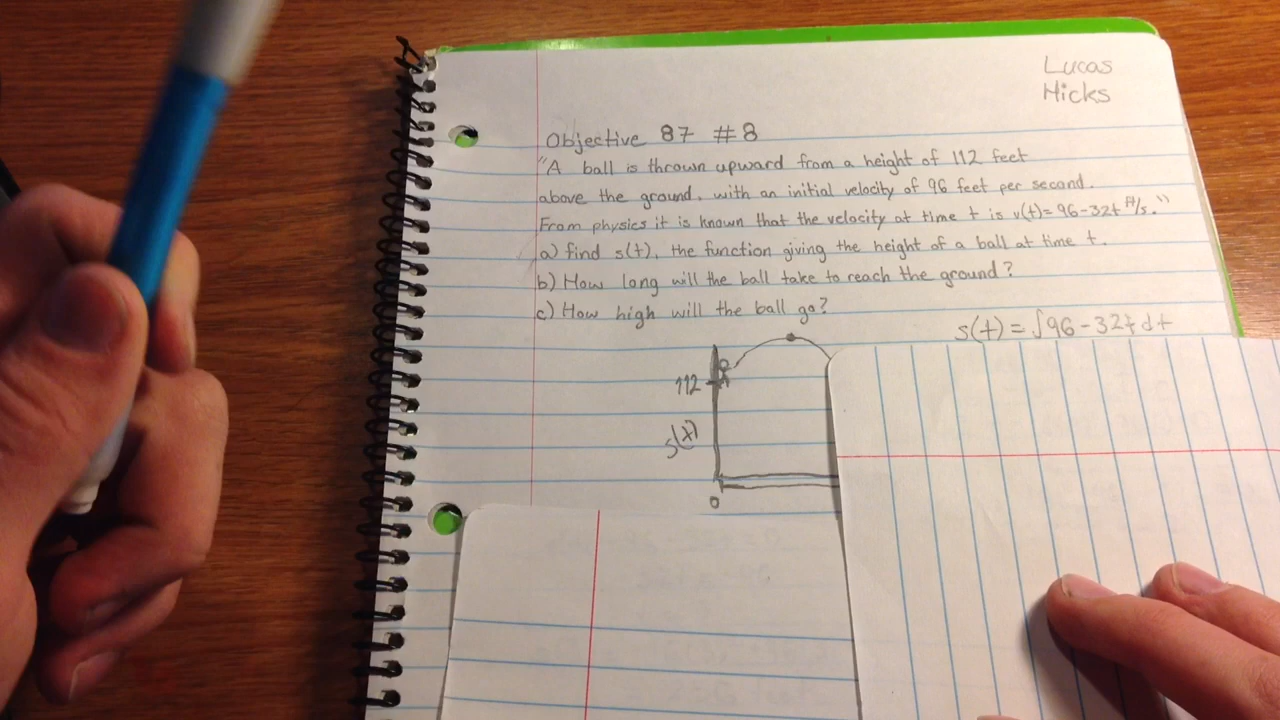 Lucas
Hicks
Objective 87 #8
"A ball is thrown upward from a height of 112 feet
above the ground, with an initial velocity of 96 feet per second.
From physics it is known that the velocity at time t is v(t)=96-32t ft/s."
a) find s(t), the function giving the height of a ball at time t.
b) How long will the ball take to reach the ground?
c) How high will the ball go?
s(t) = ∫96-32t dt
112
s(t)
0